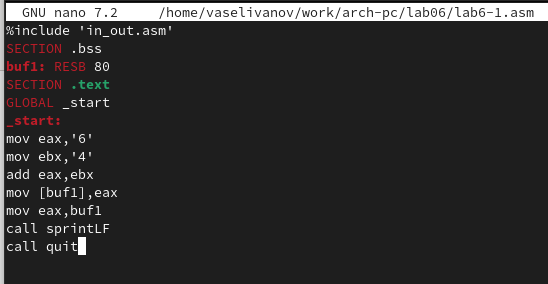 GNU nano 7.2 /home/vaselivanov/work/arch-pc/lab06/lab6-1.asm
%include 'in_out.asm'
SECTION .bss
buf1: RESB 80
SECTION .text
GLOBAL _start
_start:
mov eax,'6'
mov ebx,'4'
add eax,ebx
mov [buf1],eax
mov eax,buf1
call sprintLF
call quit